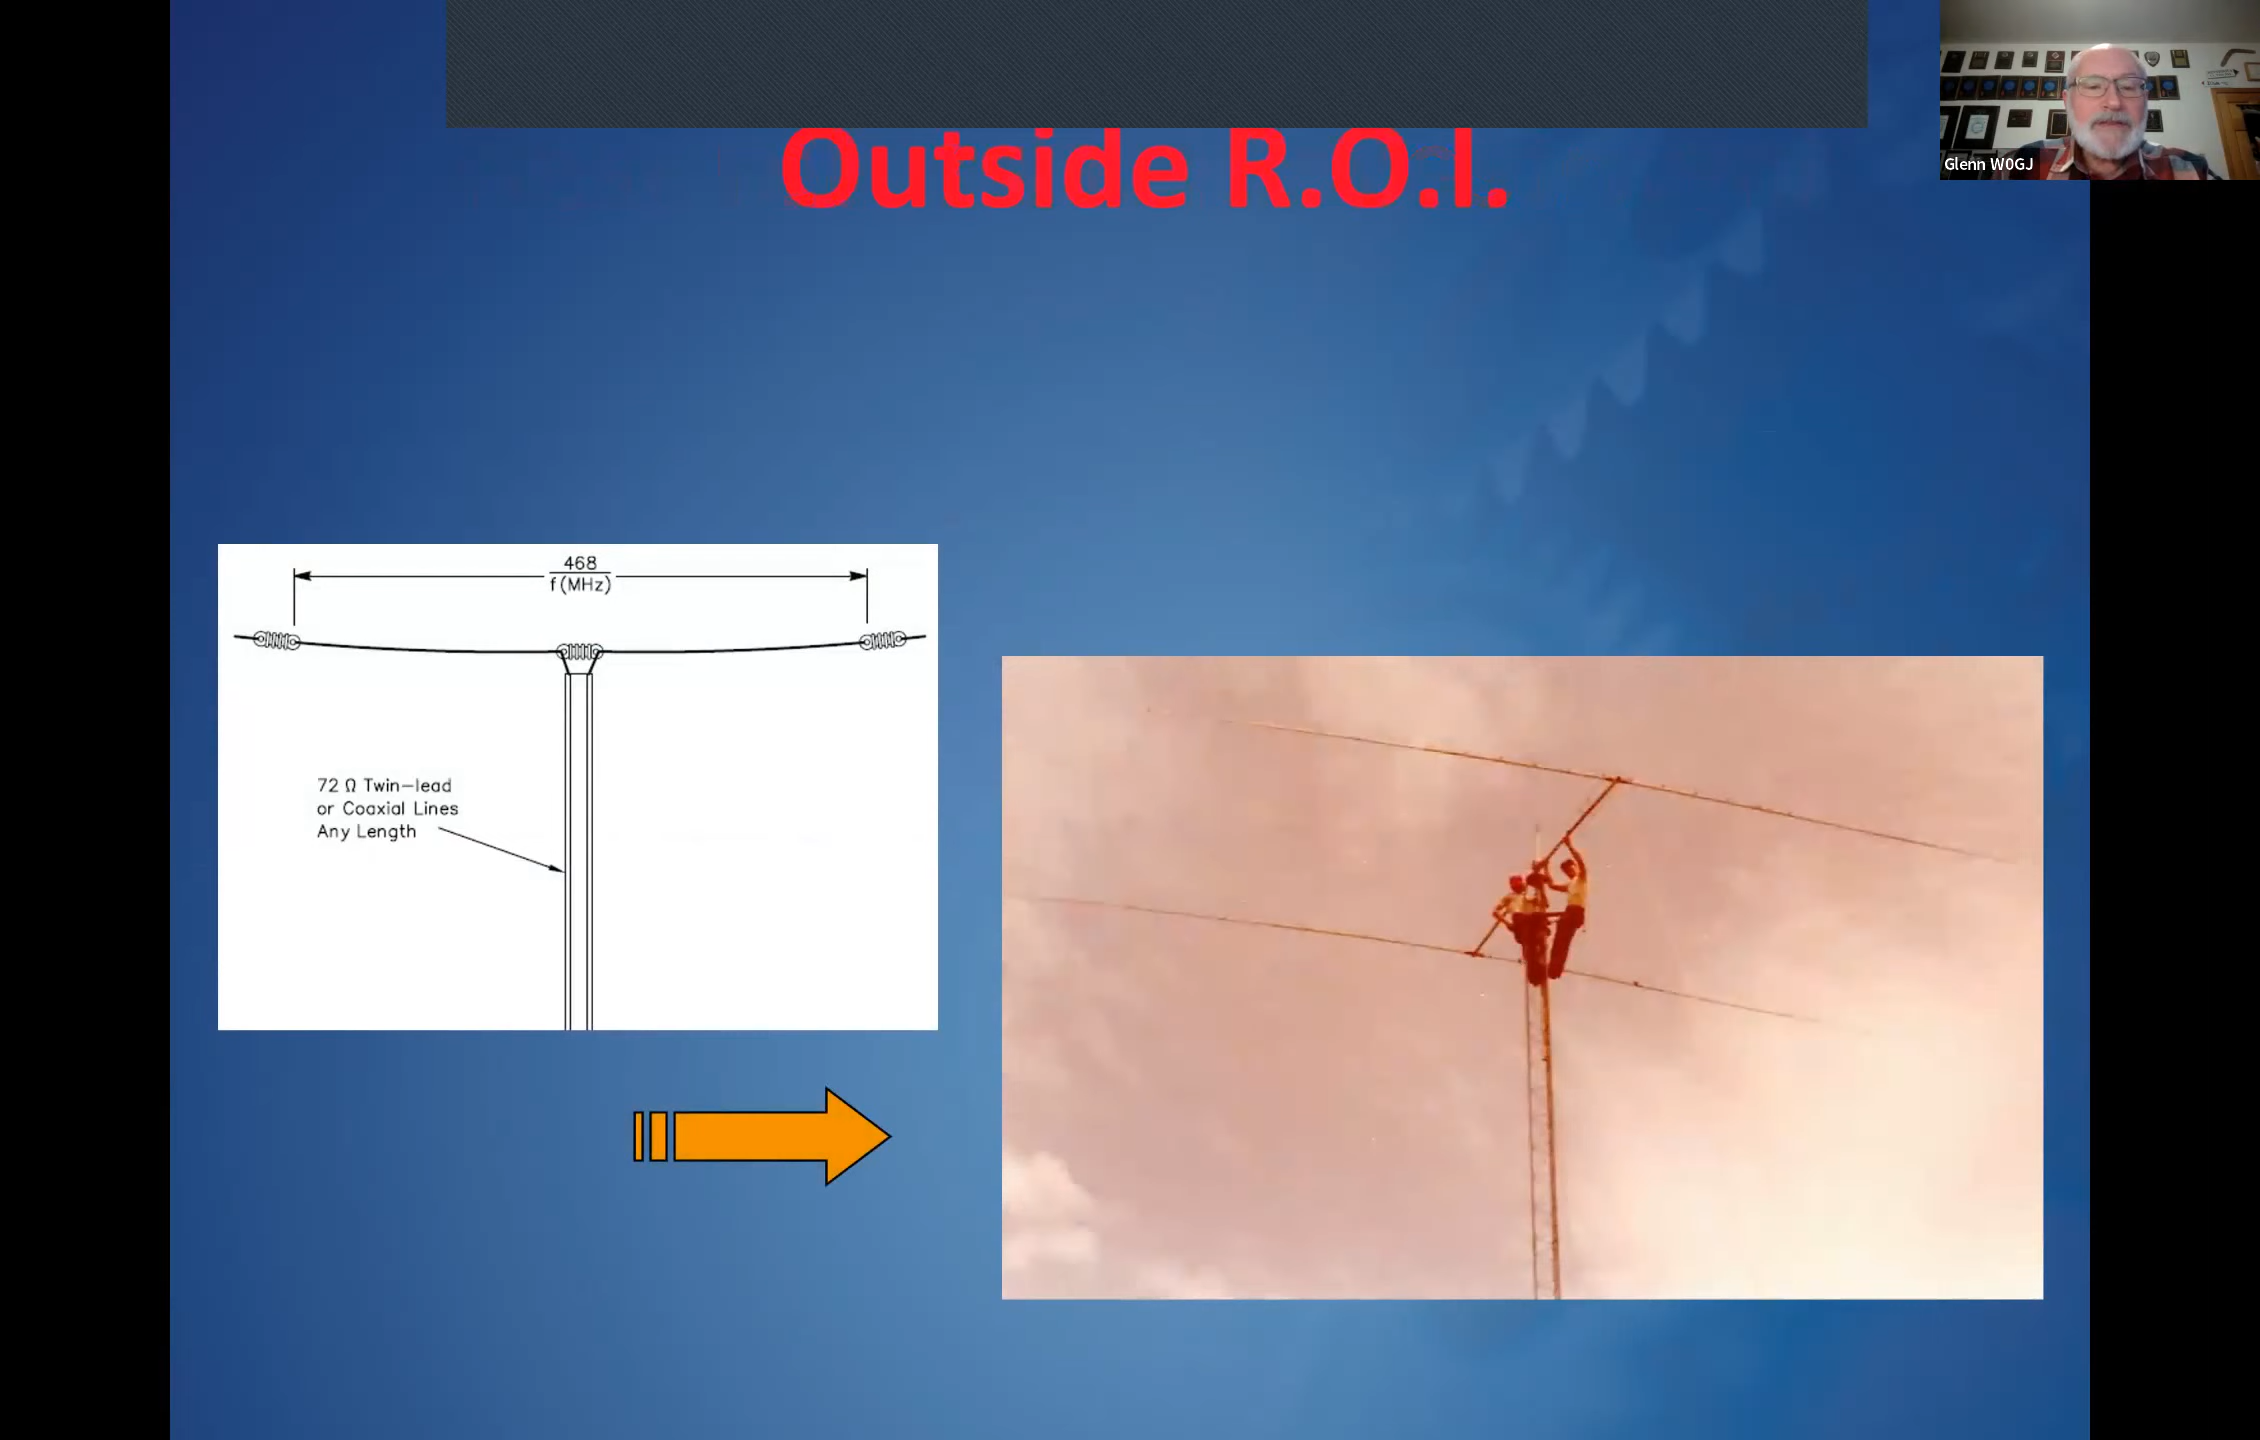 Outside R.O.I.
Glenn W0GJ
468
f(MHz)
72 Ω Twin-lead
or Coaxial Lines
Any Length